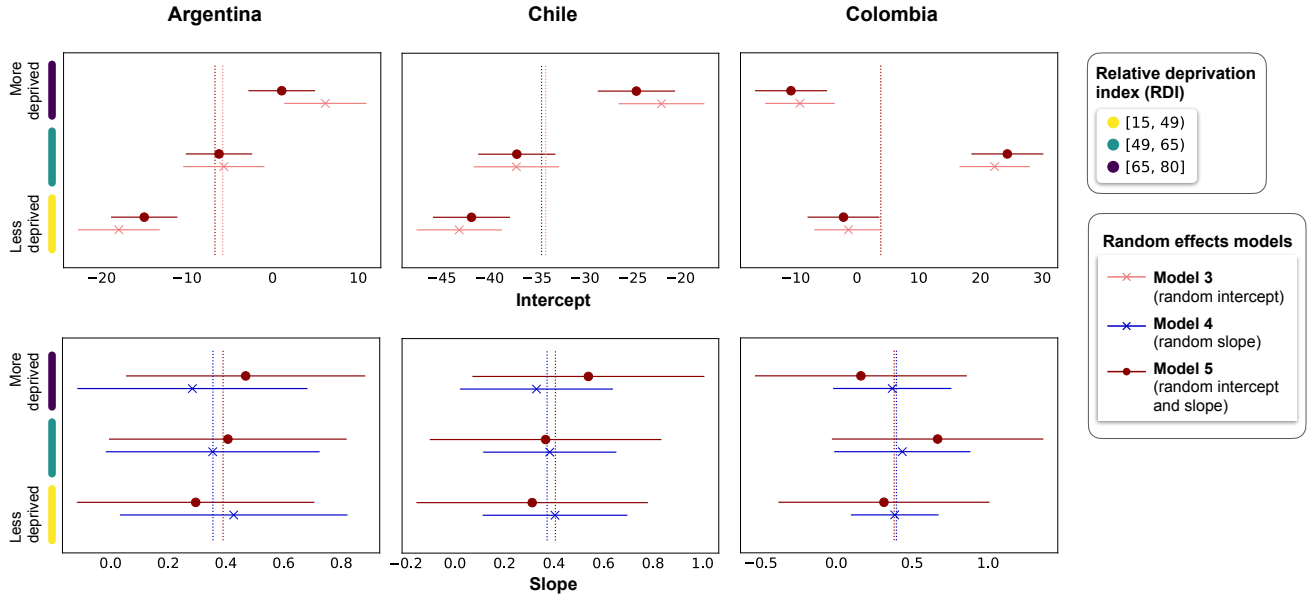 Argentina
Chile
Colombia
More
deprived
Less
deprived
−20
−10
0
10
−45
−40
−35
−30
−25
−20
−10
0
10
20
30
Intercept
More
deprived
Less
deprived
0.0
0.2
0.4
0.6
0.8
−0.2
0.0
0.2
0.4
0.6
0.8
1.0
−0.5
0.0
0.5
1.0
Slope
Relative deprivation
index (RDI)
[15, 49)
[49, 65)
[65, 80]
Random effects models
Model 3
(random intercept)
Model 4
(random slope)
Model 5
(random intercept
and slope)